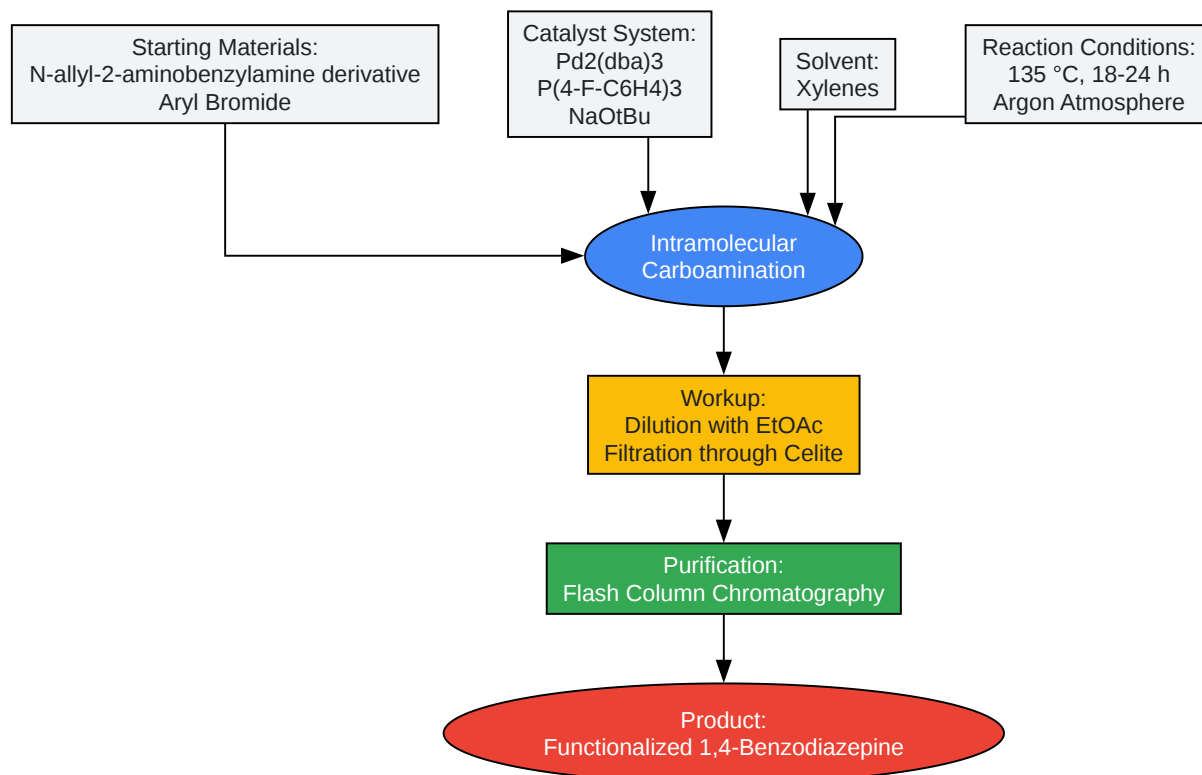 Starting Materials:
N-allyl-2-aminobenzylamine derivative
Aryl Bromide
Catalyst System:
Pd2(dba)3
P(4-F-C6H4)3
NaOtBu
Solvent:
Xylenes
Reaction Conditions:
135 °C, 18-24 h
Argon Atmosphere
Intramolecular
Carboamination
Workup:
Dilution with EtOAc
Filtration through Celite
Purification:
Flash Column Chromatography
Product:
Functionalized 1,4-Benzodiazepine